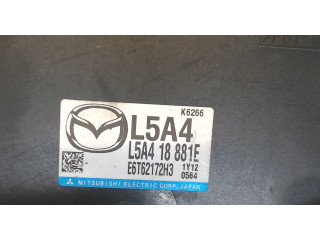 K6266
L5A4
L5A4 18 881E
E6T62172H3 1Y12
D564
MITSUBISHI ELECTRIC CORP. JAPAN